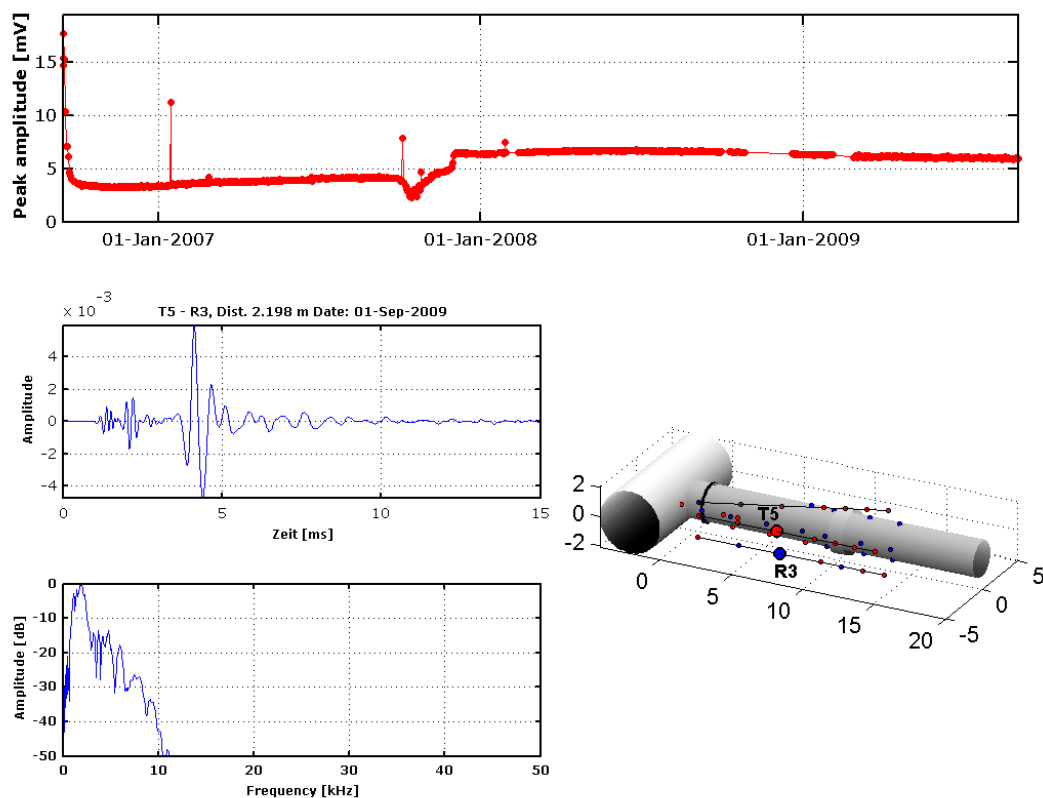 Peak amplitude [mV]
15
10
5
0
01-Jan-2007 01-Jan-2008 01-Jan-2009
× 10⁻³
T5 - R3, Dist. 2.198 m Date: 01-Sep-2009
Amplitude
4
2
0
-2
-4
0 5 10 15
Zeit [ms]
Amplitude [dB]
0
-10
-20
-30
-40
-50
0 10 20 30 40 50
Frequency [kHz]
2
0
-2
T5
R3
0
5
10
15
20
-5
0
5